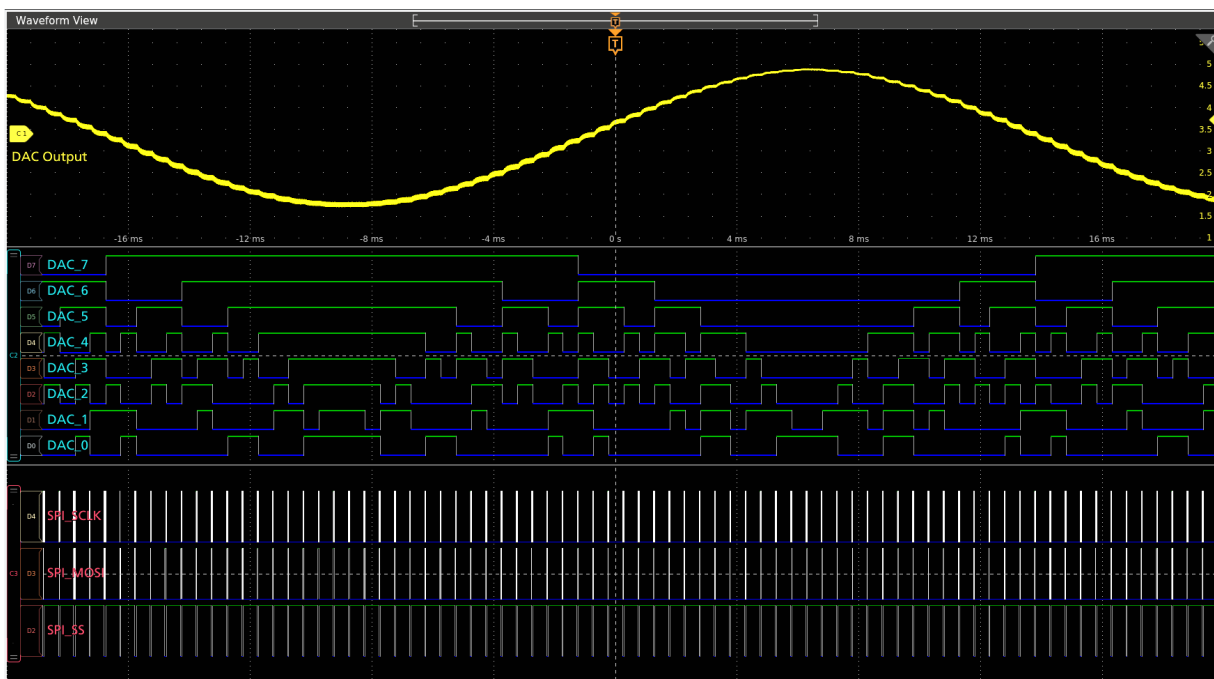 Waveform View
T
T
5
4.5
4
3.5
3
2.5
2
1.5
1
C 1
DAC Output
-16 ms -12 ms -8 ms -4 ms 0 s 4 ms 8 ms 12 ms 16 ms
D7 DAC_7
D6 DAC_6
D5 DAC_5
D4 DAC_4
C2
D3 DAC_3
D2 DAC_2
D1 DAC_1
D0 DAC_0
D4 SPI_SCLK
C3 D3 SPI_MOSI
D2 SPI_SS